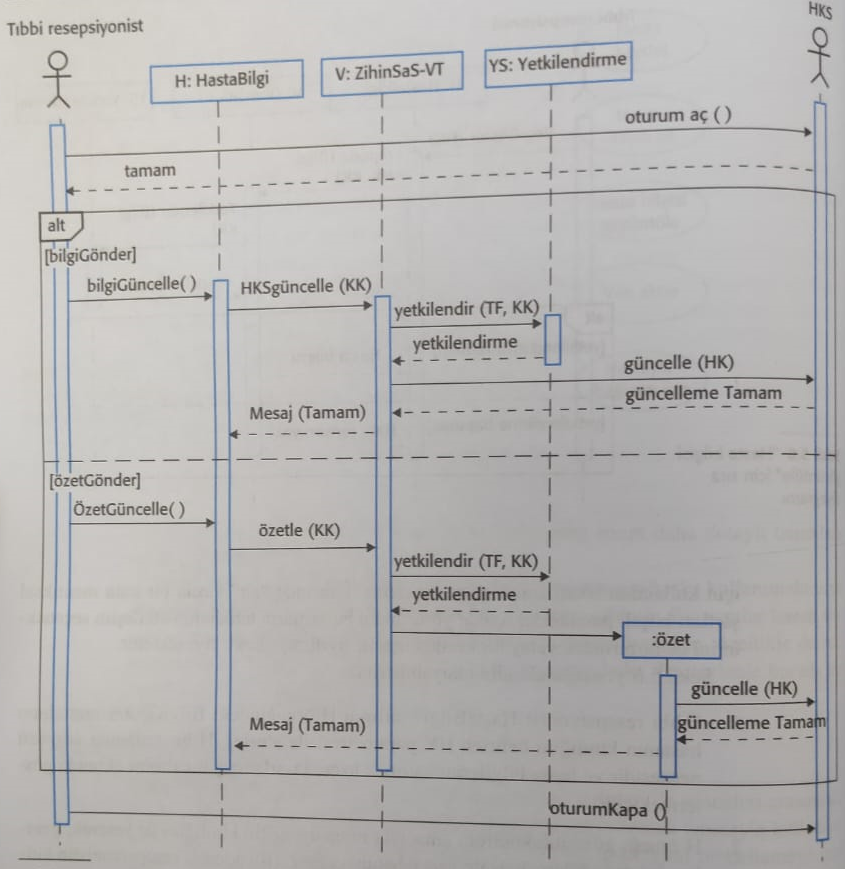 HKS
Tıbbi resepsiyonist
H: HastaBilgi
V: ZihinSaS-VT
YS: Yetkilendirme
oturum aç ( )
tamam
alt
[bilgiGönder]
bilgiGüncelle( )
HKSgüncelle (KK)
yetkilendir (TF, KK)
yetkilendirme
güncelle (HK)
güncelleme Tamam
Mesaj (Tamam)
[özetGönder]
ÖzetGüncelle( )
özetle (KK)
yetkilendir (TF, KK)
yetkilendirme
:özet
güncelle (HK)
güncelleme Tamam
Mesaj (Tamam)
oturumKapa ()